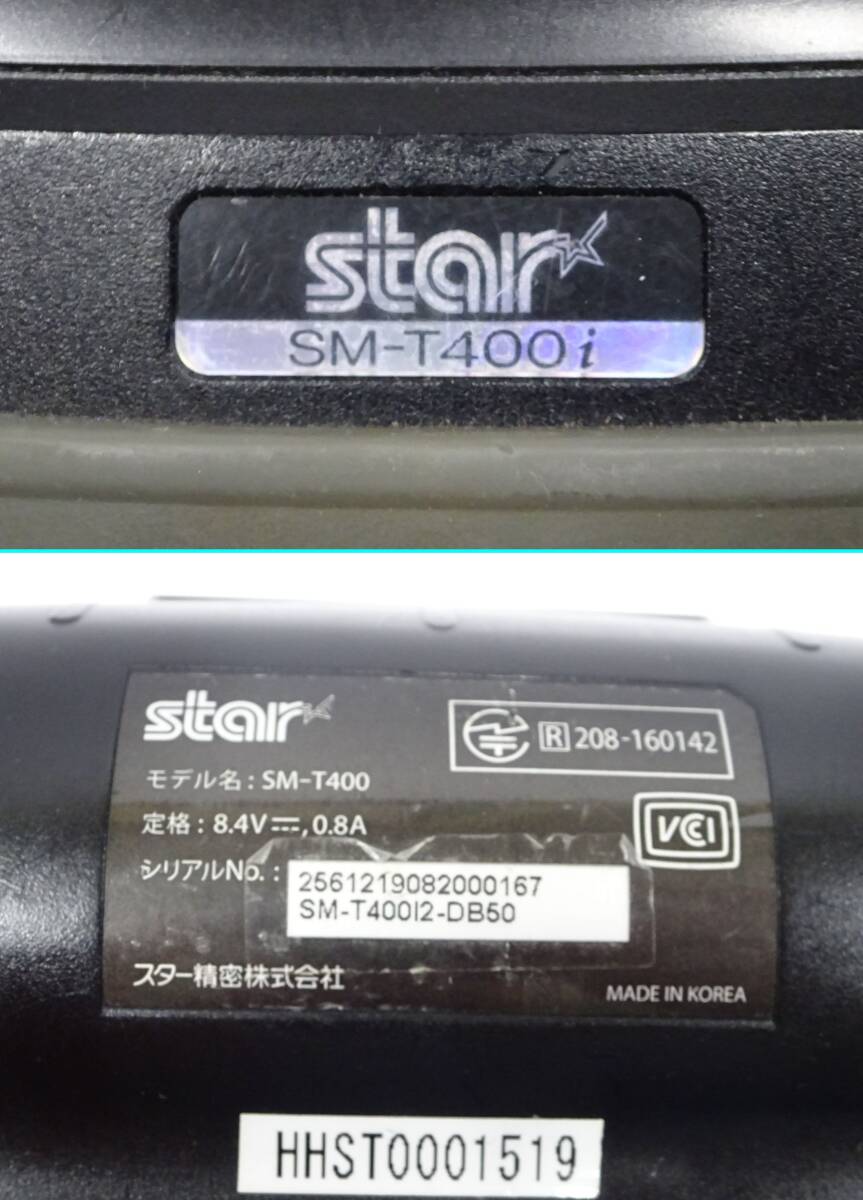 star
SM-T400i
star
R 208-160142
モデル名 : SM-T400
定格 : 8.4V⎓, 0.8A
VCCI
シリアルNo. : 2561219082000167
SM-T400I2-DB50
スター精密株式会社
MADE IN KOREA
HHST0001519